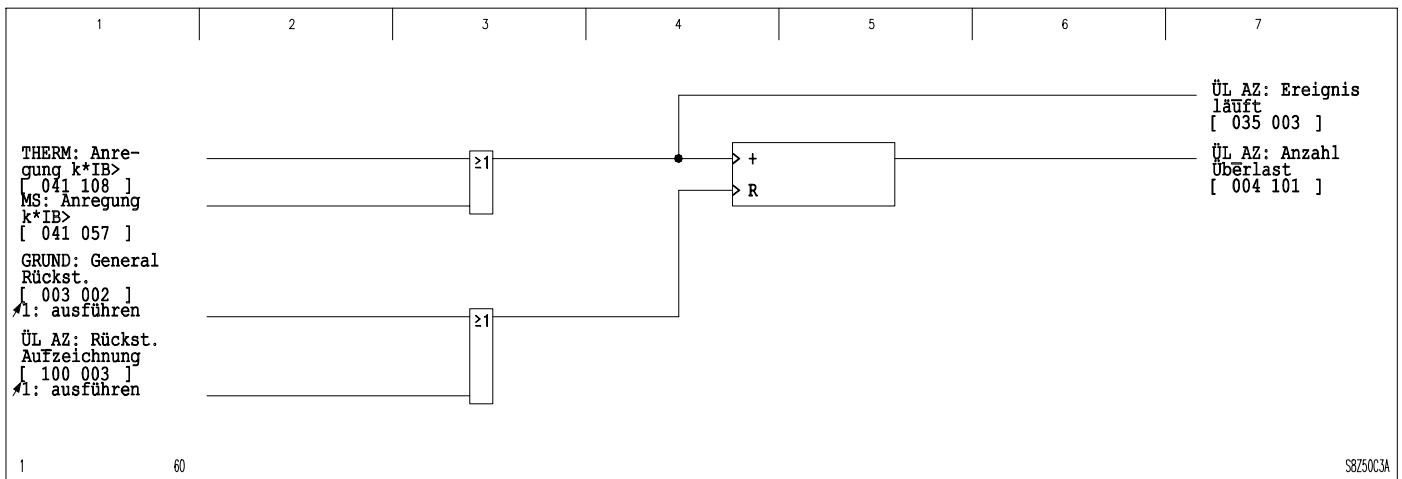 1 2 3 4 5 6 7
THERM: Anre-
gung k*IB>
[ 041 108 ]
MS: Anregung
k*IB>
[ 041 057 ]
GRUND: General
Rückst.
[ 003 002 ]
1: ausführen
ÜL_AZ: Rückst.
Aufzeichnung
[ 100 003 ]
1: ausführen
≥1
≥1
+
R
ÜL_AZ: Ereignis
läuft
[ 035 003 ]
ÜL_AZ: Anzahl
Überlast
[ 004 101 ]
1 60 S8Z50C3A